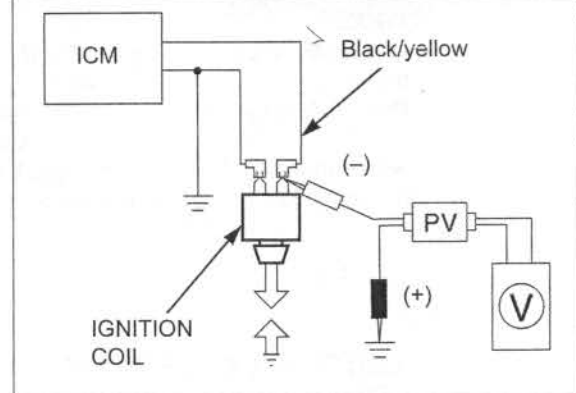 ICM
Black/yellow
(–)
PV
(+)
V
IGNITION
COIL